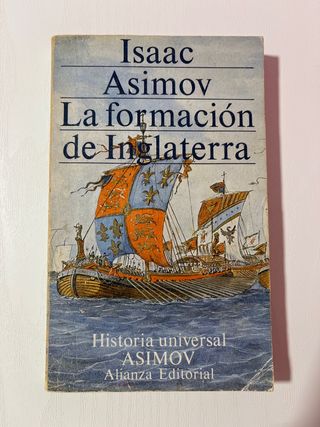 Isaac
Asimov
La formación
de Inglaterra
Historia universal
ASIMOV
Alianza Editorial